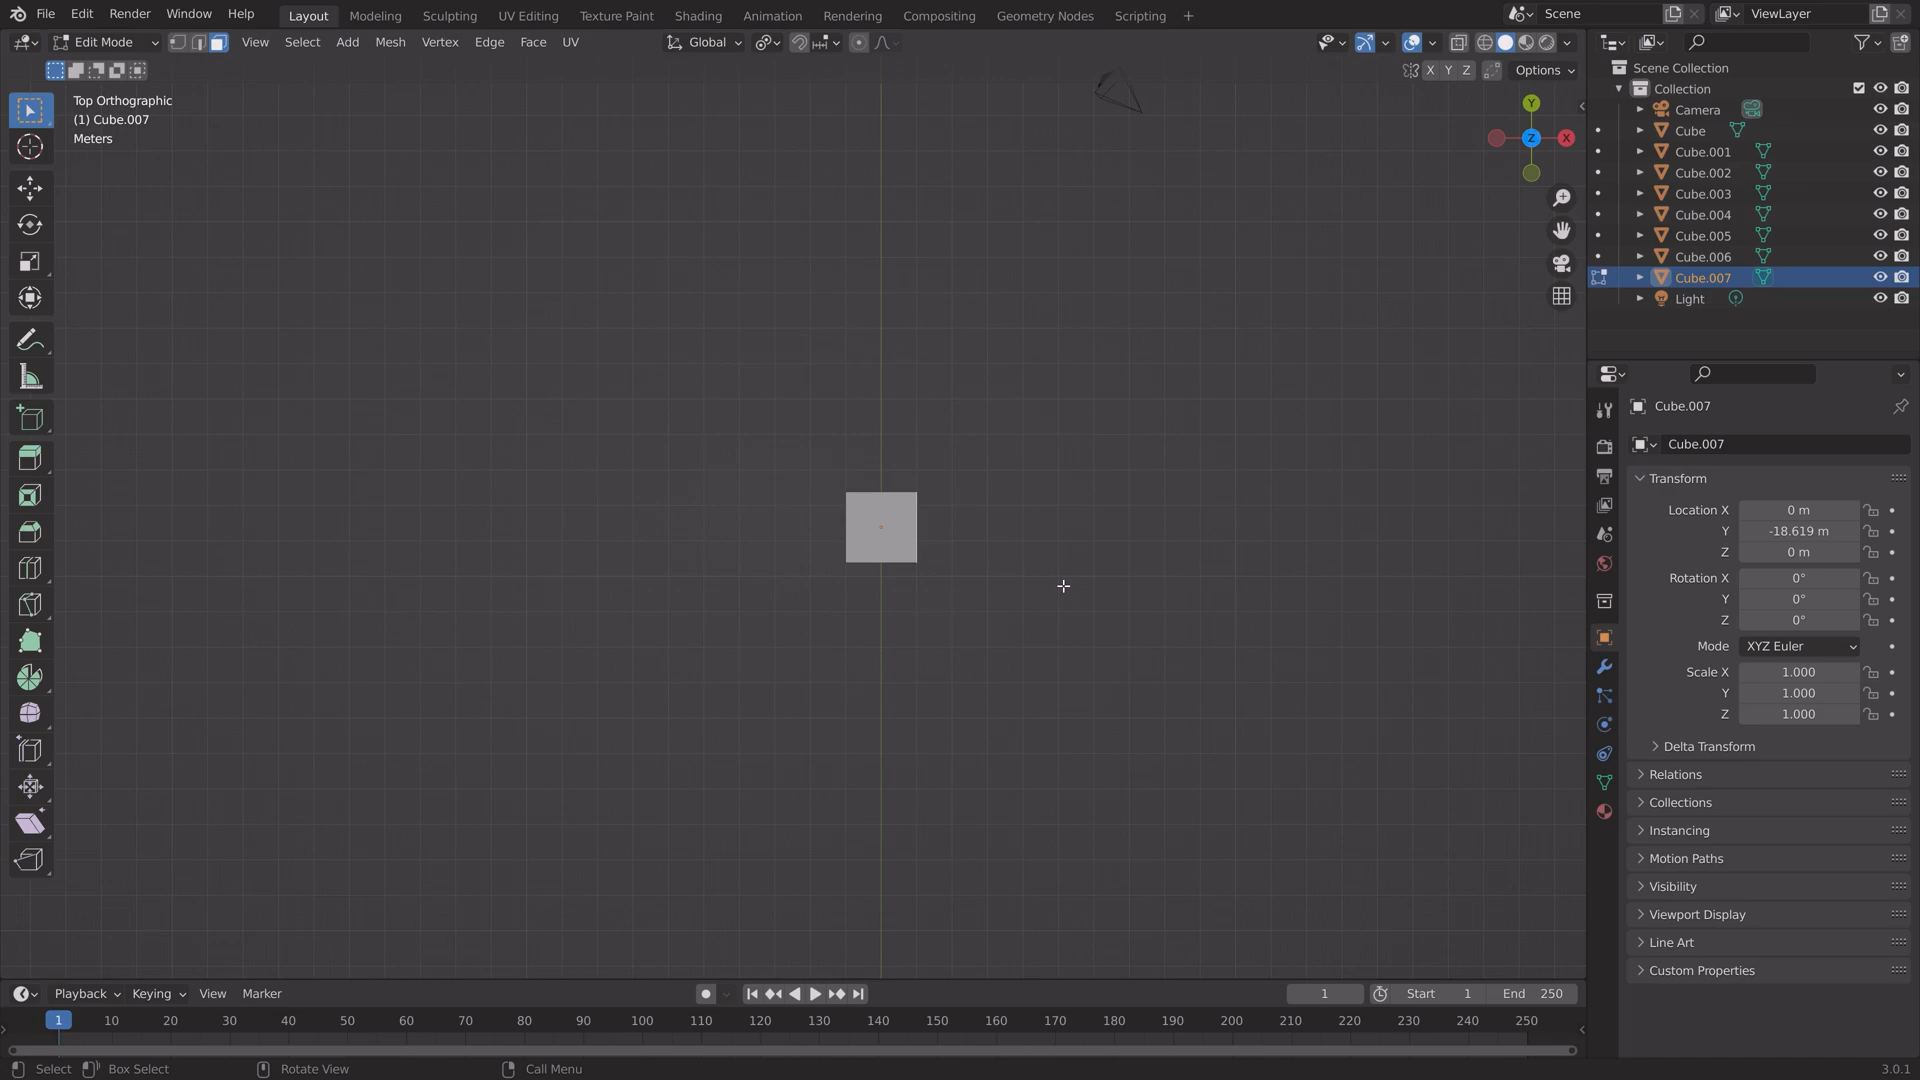 File Edit Render Window Help Layout Modeling Sculpting UV Editing Texture Paint Shading Animation Rendering Compositing Geometry Nodes Scripting + Scene ViewLayer
Edit Mode View Select Add Mesh Vertex Edge Face UV Global
X Y Z Options
Top Orthographic
(1) Cube.007
Meters
Y
Z
X
Scene Collection
Collection
Camera
Cube
Cube.001
Cube.002
Cube.003
Cube.004
Cube.005
Cube.006
Cube.007
Light
Cube.007
Cube.007
Transform
Location X 0 m
Y -18.619 m
Z 0 m
Rotation X 0°
Y 0°
Z 0°
Mode XYZ Euler
Scale X 1.000
Y 1.000
Z 1.000
Delta Transform
Relations
Collections
Instancing
Motion Paths
Visibility
Viewport Display
Line Art
Custom Properties
Playback Keying View Marker 1 Start 1 End 250
1 10 20 30 40 50 60 70 80 90 100 110 120 130 140 150 160 170 180 190 200 210 220 230 240 250
Select Box Select Rotate View Call Menu 3.0.1